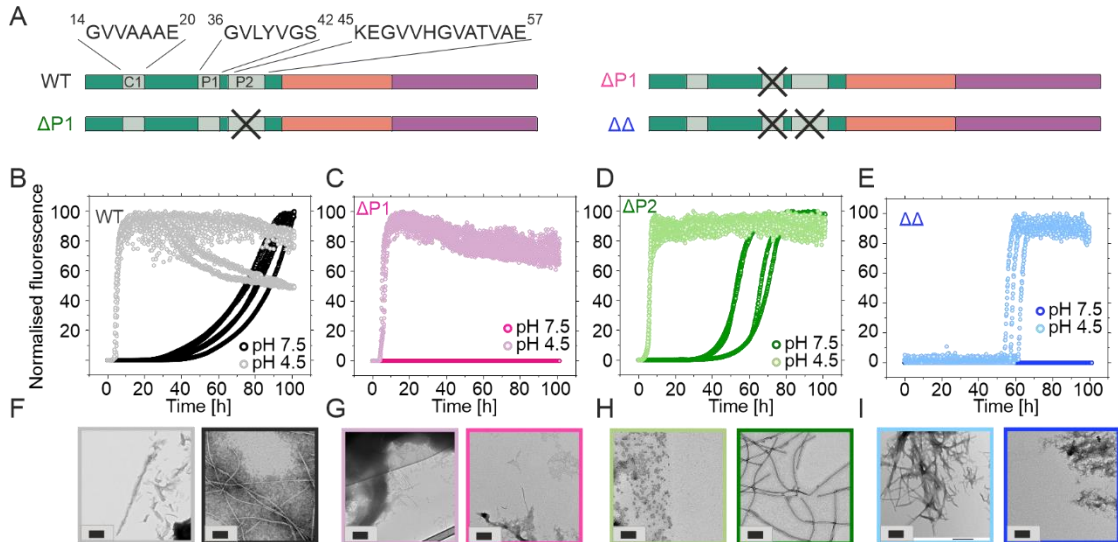 A
14 GVVAAAE 20 36 GVLYVGS 42 45 KEGVVHGVATVAE 57
WT C1 P1 P2 ΔP1
ΔP1 ΔΔ
B C D E
Normalised fluorescence
WT ΔP1 ΔP2 ΔΔ
100 100 100 100
80 80 80 80
60 60 60 60
40 40 40 40
20 20 20 20
0 0 0 0
pH 7.5 pH 7.5 pH 7.5 pH 7.5
pH 4.5 pH 4.5 pH 4.5 pH 4.5
0 20 40 60 80 100 0 20 40 60 80 100 0 20 40 60 80 100 0 20 40 60 80 100
Time [h] Time [h] Time [h] Time [h]
F G H I